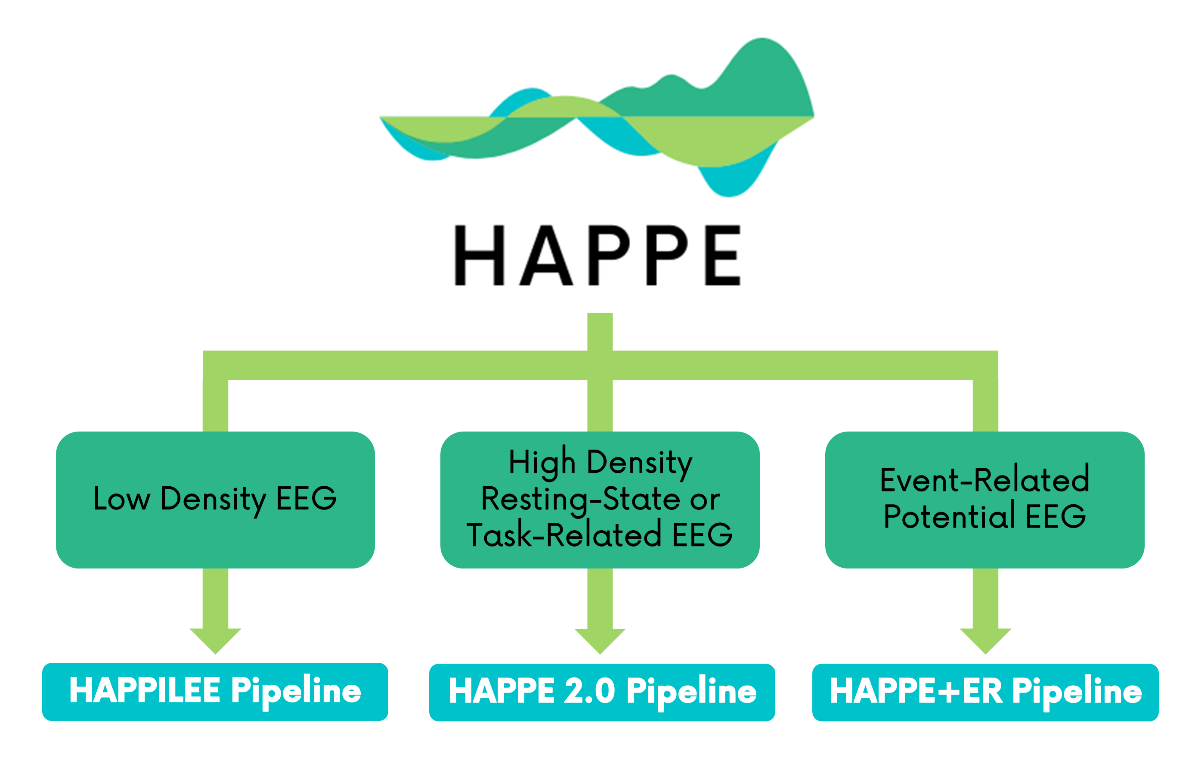 HAPPE
Low Density EEG
High Density
Resting-State or
Task-Related EEG
Event-Related
Potential EEG
HAPPILEE Pipeline
HAPPE 2.0 Pipeline
HAPPE+ER Pipeline